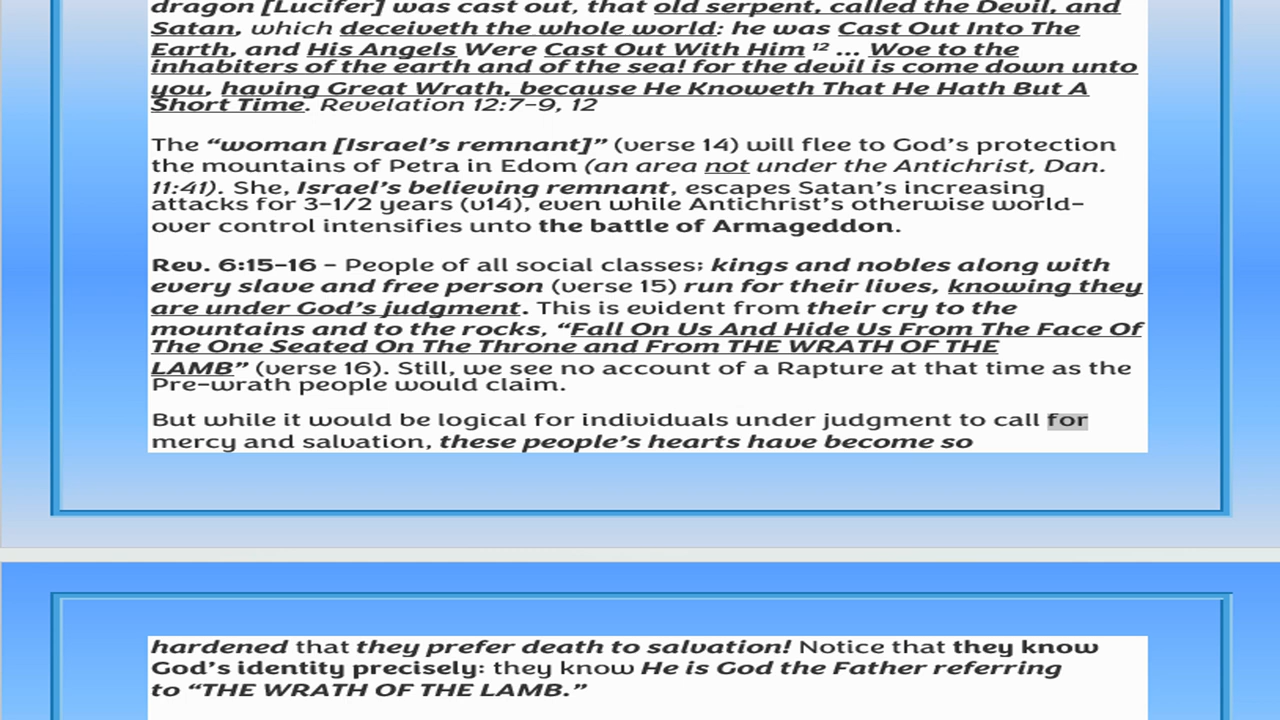 dragon [Lucifer] was cast out, that old serpent, called the Devil, and
Satan, which deceiveth the whole world: he was Cast Out Into The
Earth, and His Angels Were Cast Out With Him 12 ... Woe to the
inhabiters of the earth and of the sea! for the devil is come down unto
you, having Great Wrath, because He Knoweth That He Hath But A
Short Time. Revelation 12:7-9, 12
The “woman [Israel’s remnant]” (verse 14) will flee to God’s protection
the mountains of Petra in Edom (an area not under the Antichrist, Dan.
11:41). She, Israel’s believing remnant, escapes Satan’s increasing
attacks for 3-1/2 years (v14), even while Antichrist’s otherwise world-
over control intensifies unto the battle of Armageddon.
Rev. 6:15-16 - People of all social classes; kings and nobles along with
every slave and free person (verse 15) run for their lives, knowing they
are under God’s judgment. This is evident from their cry to the
mountains and to the rocks, “Fall On Us And Hide Us From The Face Of
The One Seated On The Throne and From THE WRATH OF THE
LAMB” (verse 16). Still, we see no account of a Rapture at that time as the
Pre-wrath people would claim.
But while it would be logical for individuals under judgment to call for
mercy and salvation, these people’s hearts have become so
hardened that they prefer death to salvation! Notice that they know
God’s identity precisely: they know He is God the Father referring
to “THE WRATH OF THE LAMB.”